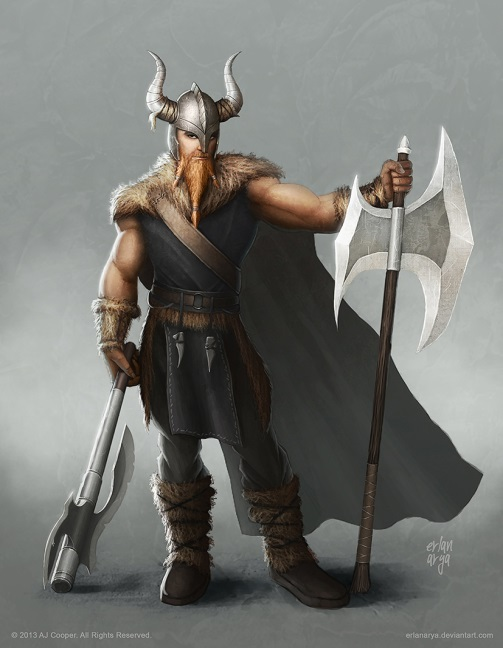 erlan
arya
© 2013 AJ Cooper. All Rights Reserved.
erlanarya.deviantart.com